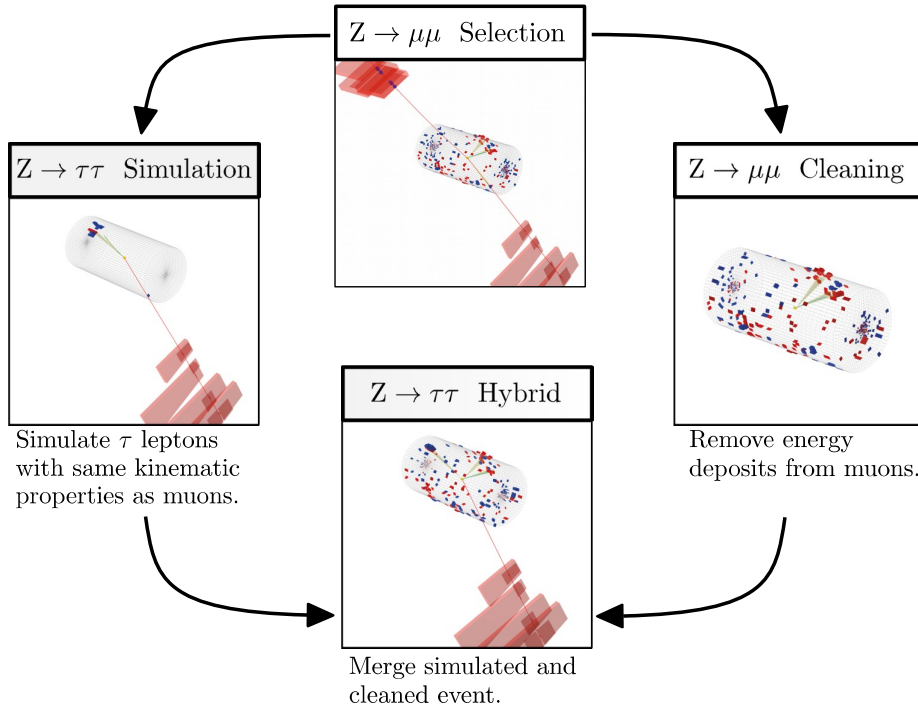 Z → μμ Selection
Z → ττ Simulation
Z → μμ Cleaning
Simulate τ leptons
with same kinematic
properties as muons.
Remove energy
deposits from muons.
Z → ττ Hybrid
Merge simulated and
cleaned event.